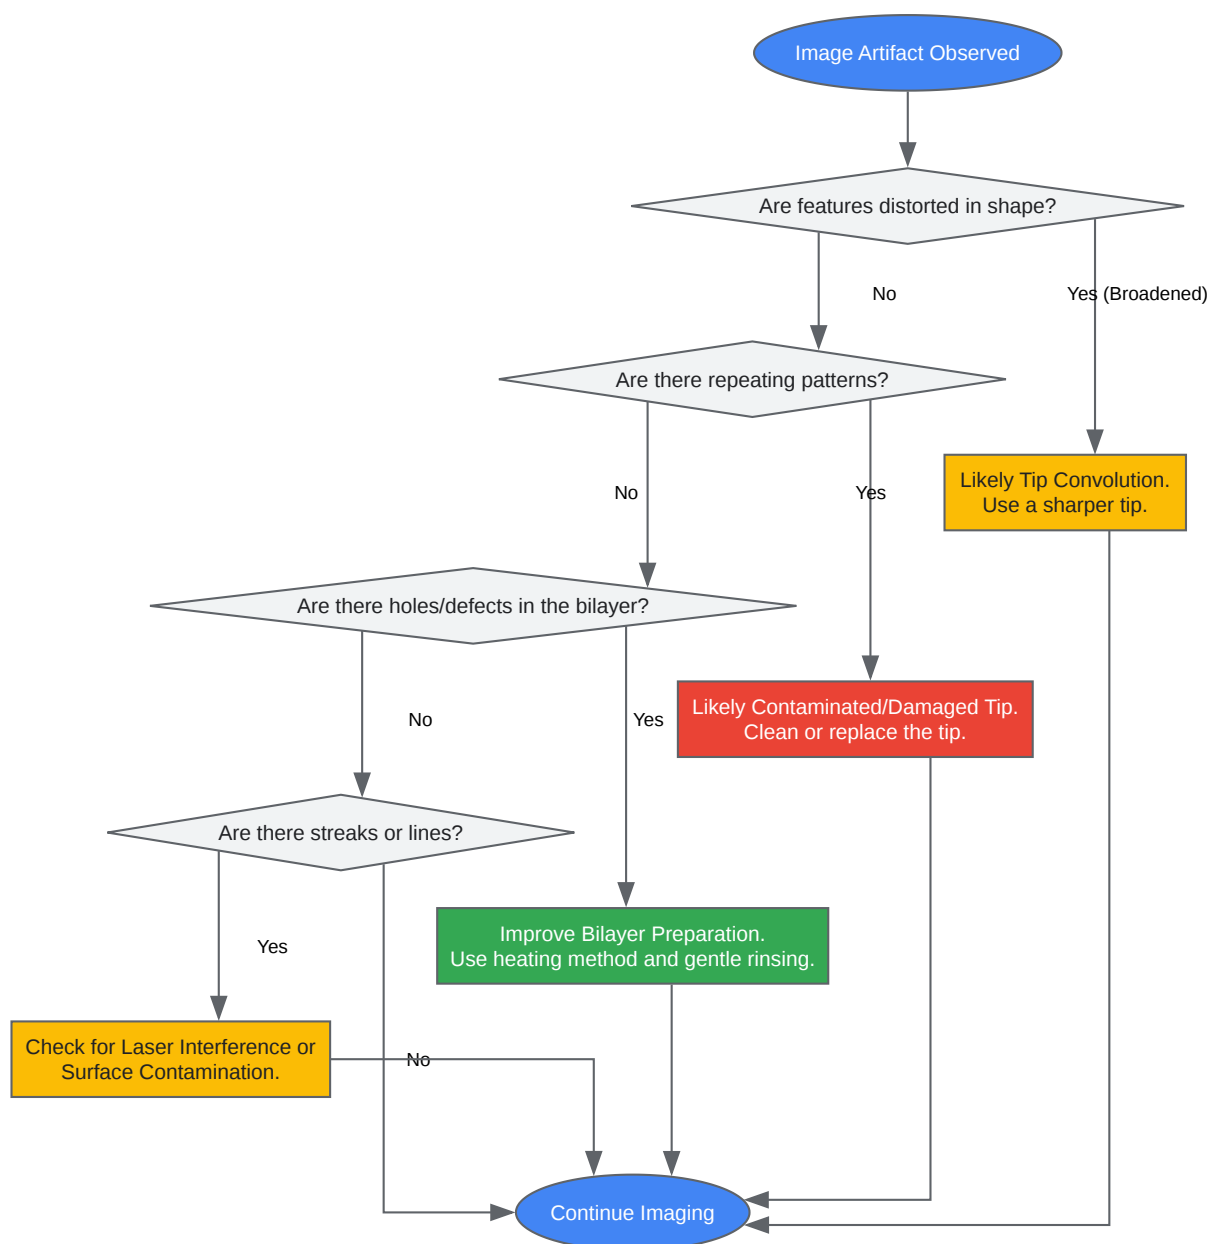 Image Artifact Observed
Are features distorted in shape?
No
Yes (Broadened)
Are there repeating patterns?
No
Yes
Likely Tip Convolution.
Use a sharper tip.
Are there holes/defects in the bilayer?
No
Yes
Likely Contaminated/Damaged Tip.
Clean or replace the tip.
Are there streaks or lines?
Yes
Improve Bilayer Preparation.
Use heating method and gentle rinsing.
Check for Laser Interference or
Surface Contamination.
No
Continue Imaging